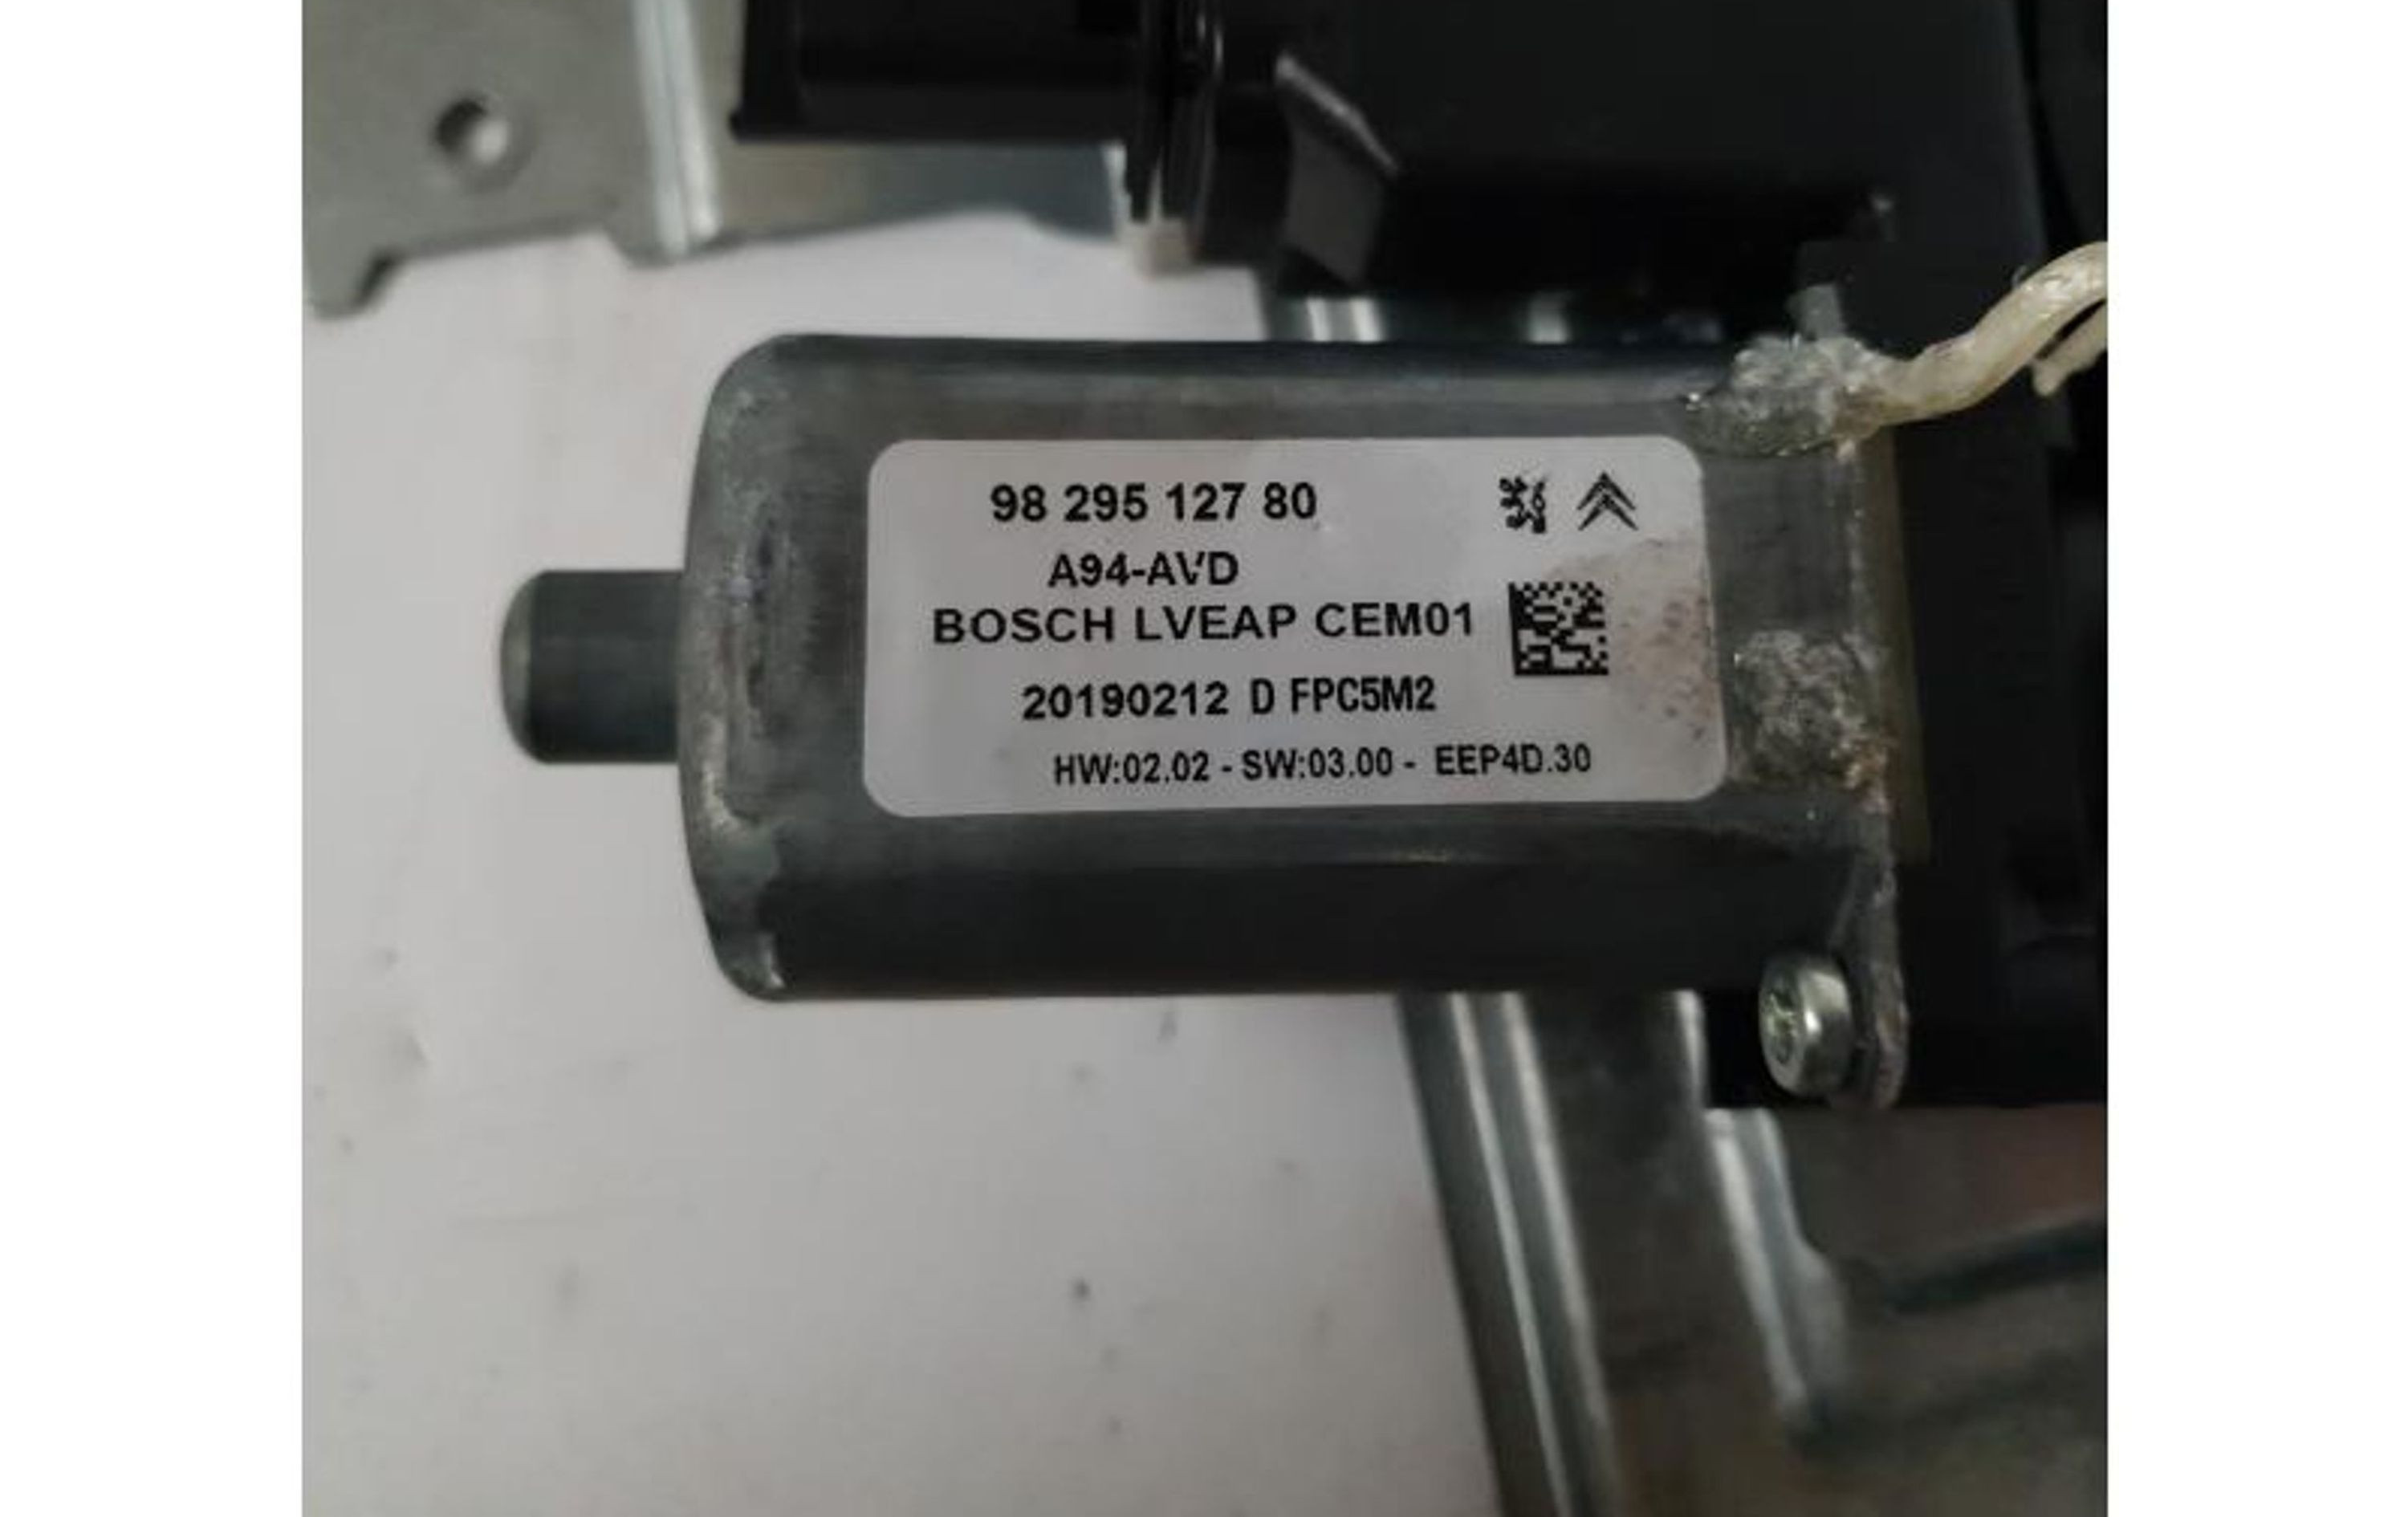 98 295 127 80
A94-AVD
BOSCH LVEAP CEM01
20190212 D FPC5M2
HW:02.02 - SW:03.00 - EEP4D.30